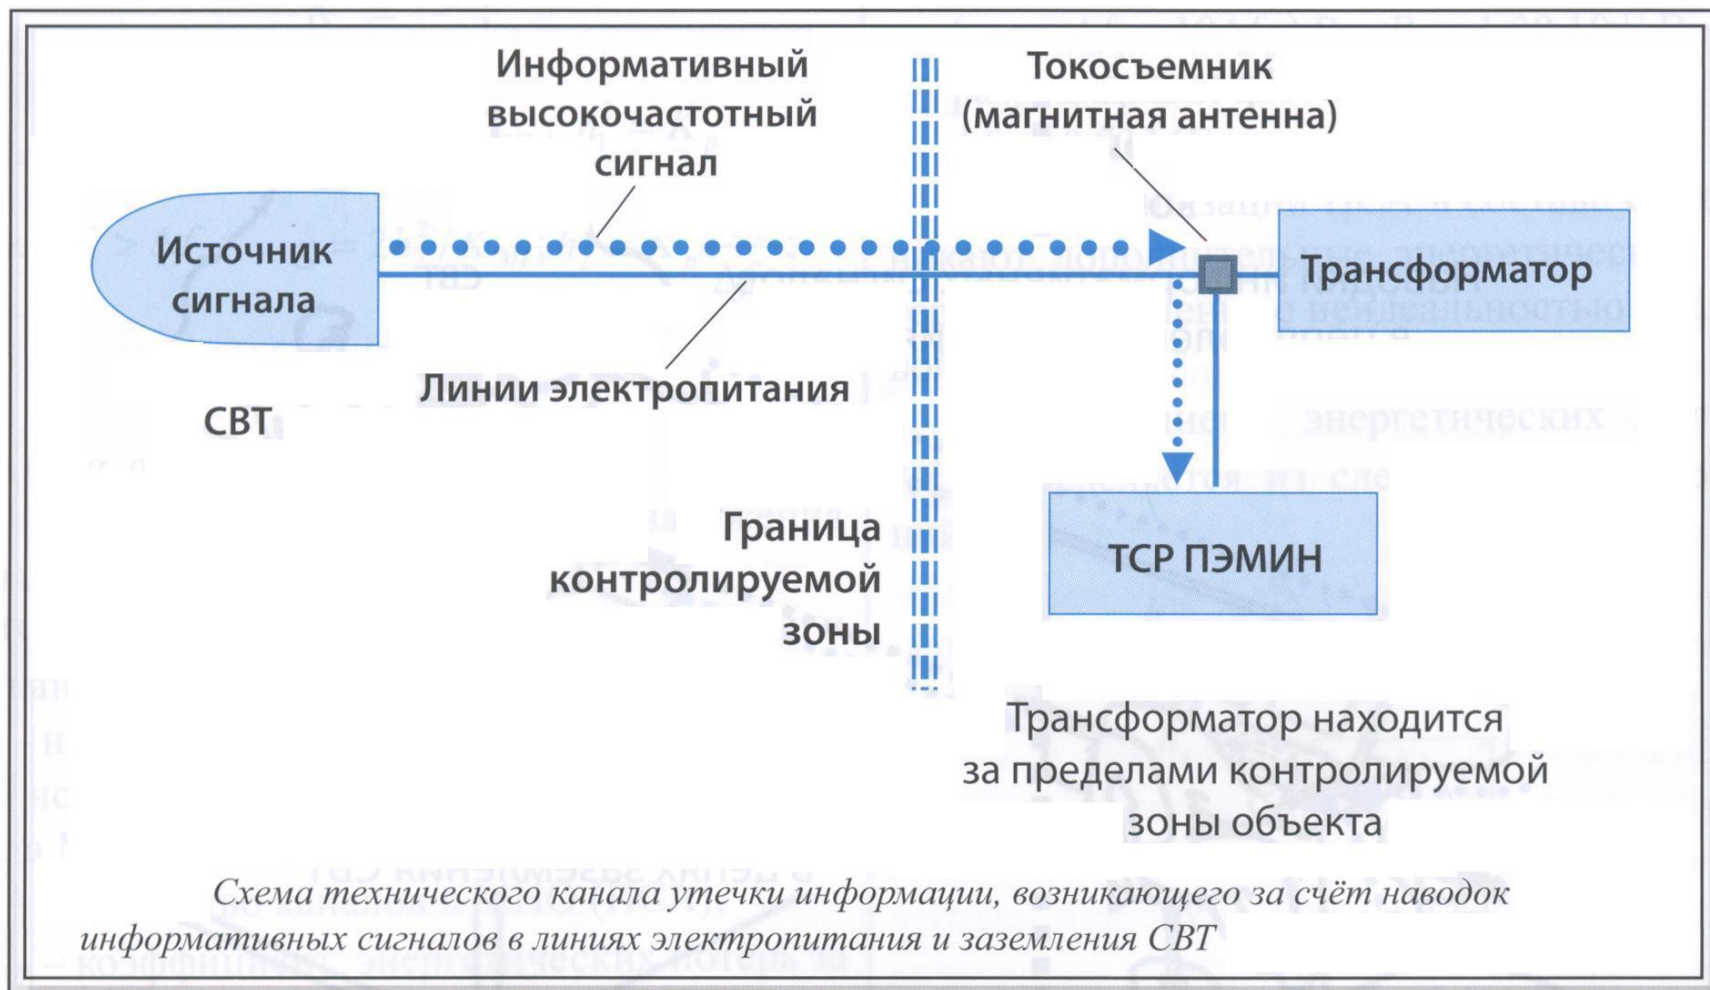 Информативный
высокочастотный
сигнал
Токосъемник
(магнитная антенна)
Источник
сигнала
Трансформатор
Линии электропитания
СВТ
Граница
контролируемой
зоны
ТСР ПЭМИН
Трансформатор находится
за пределами контролируемой
зоны объекта
Схема технического канала утечки информации, возникающего за счёт наводок
информативных сигналов в линиях электропитания и заземления СВТ